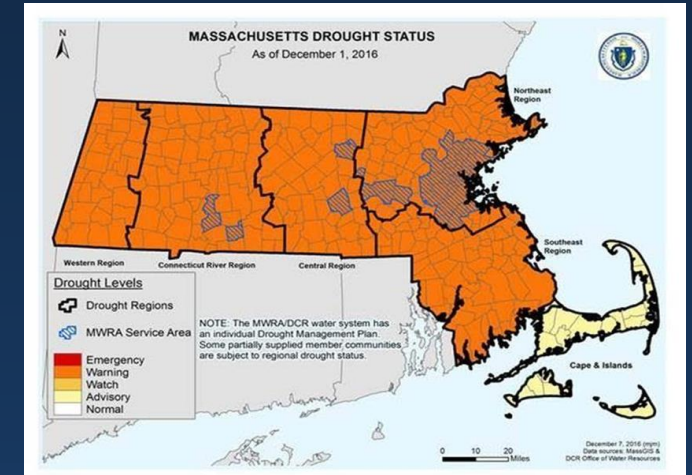 N
MASSACHUSETTS DROUGHT STATUS
As of December 1, 2016
Northeast
Region
Southeast
Region
Western Region
Connecticut River Region
Central Region
Cape & Islands
Drought Levels
Drought Regions
MWRA Service Area
Emergency
Warning
Watch
Advisory
Normal
NOTE: The MWRA/DCR water system has
an individual Drought Management Plan.
Some partially supplied member communities
are subject to regional drought status.
0 10 20
Miles
December 7, 2016 (mjm)
Data sources: MassGIS &
DCR Office of Water Resources